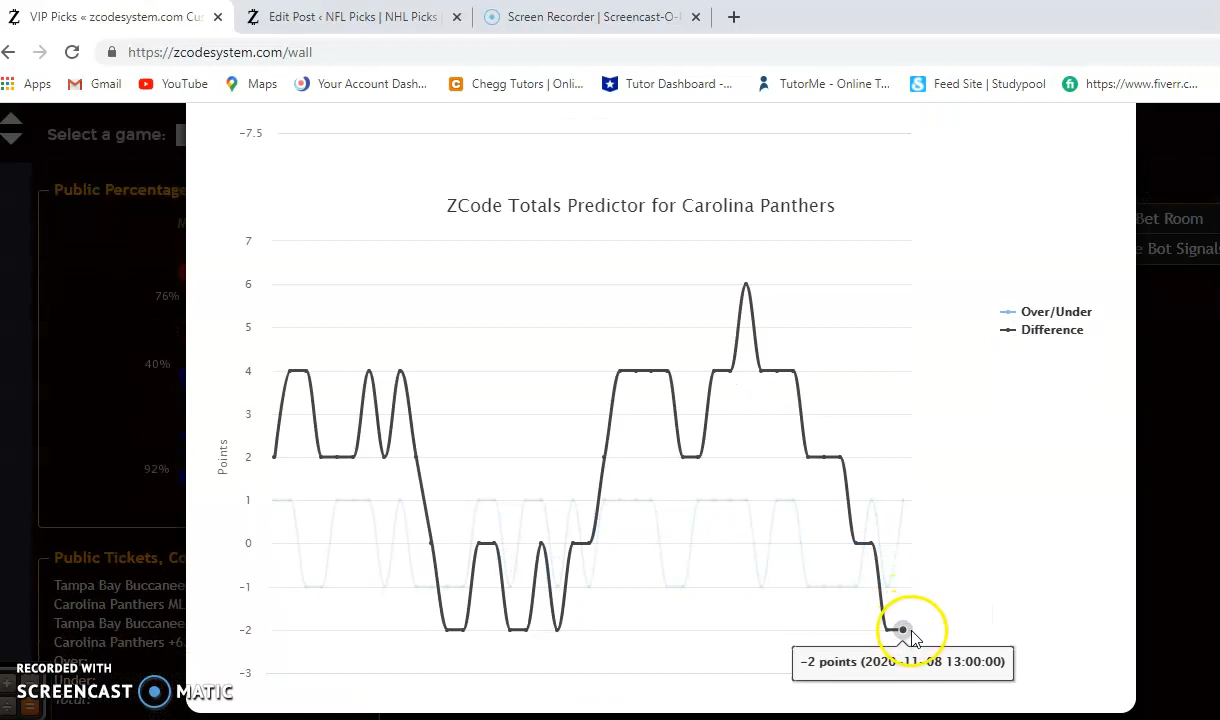 VIP Picks « zcodesystem.com Cu
Edit Post ‹ NFL Picks | NHL Picks |
Screen Recorder | Screencast-O-
https://zcodesystem.com/wall
Apps
Gmail
YouTube
Maps
Your Account Dash...
Chegg Tutors | Onli...
Tutor Dashboard -...
TutorMe - Online T...
Feed Site | Studypool
https://www.fiverr.c...
Select a game:
-7.5
Public Percentage
76%
40%
92%
Bet Room
Bot Signals
ZCode Totals Predictor for Carolina Panthers
7
6
5
4
3
2
1
0
-1
-2
-3
Points
Over/Under
Difference
-2 points (2020-11-08 13:00:00)
Public Tickets, Co
Tampa Bay Buccanee
Carolina Panthers ML
Tampa Bay Buccanee
Carolina Panthers +6
Over:
Under:
Total:
RECORDED WITH
SCREENCAST MATIC